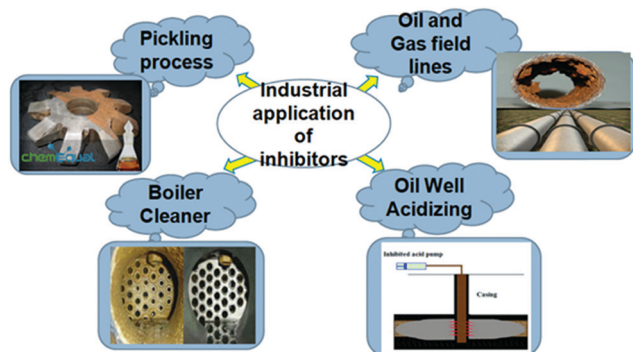 Pickling
process
Oil and
Gas field
lines
Industrial
application
of
inhibitors
chemEqual
Boiler
Cleaner
Oil Well
Acidizing
Inhibited acid pump
Casing